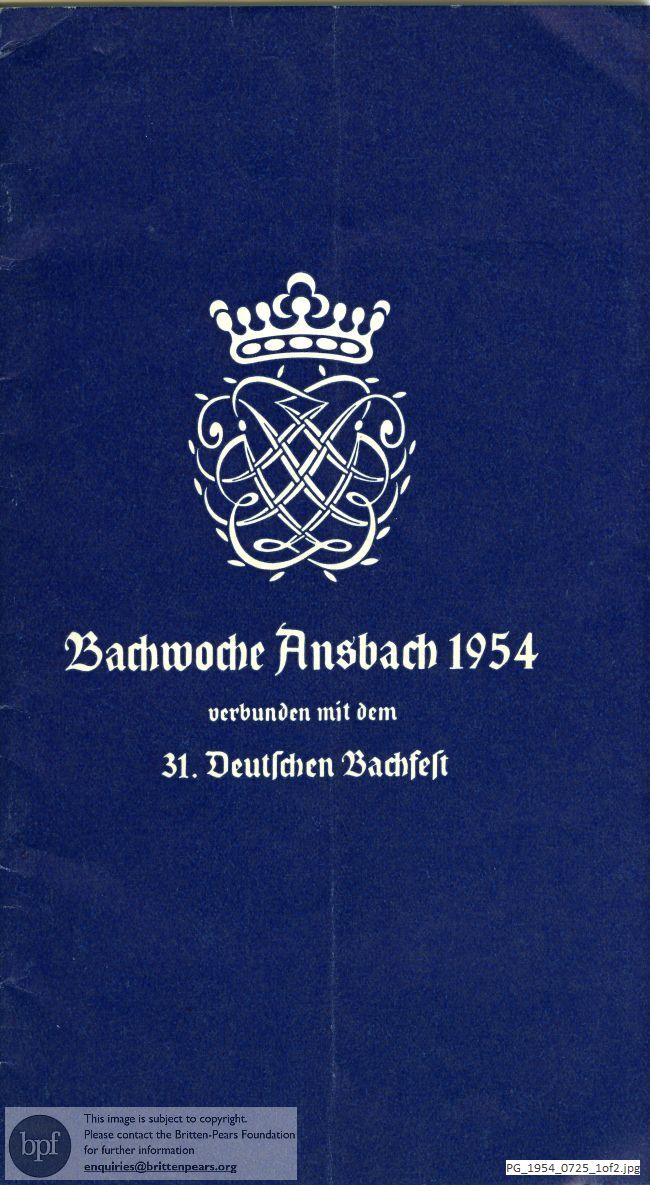 Bachwoche Ansbach 1954
verbunden mit dem
31. Deutſchen Bachfeſt
bpf
This image is subject to copyright.
Please contact the Britten-Pears Foundation
for further information
enquiries@brittenpears.org
PG_1954_0725_1of2.jpg